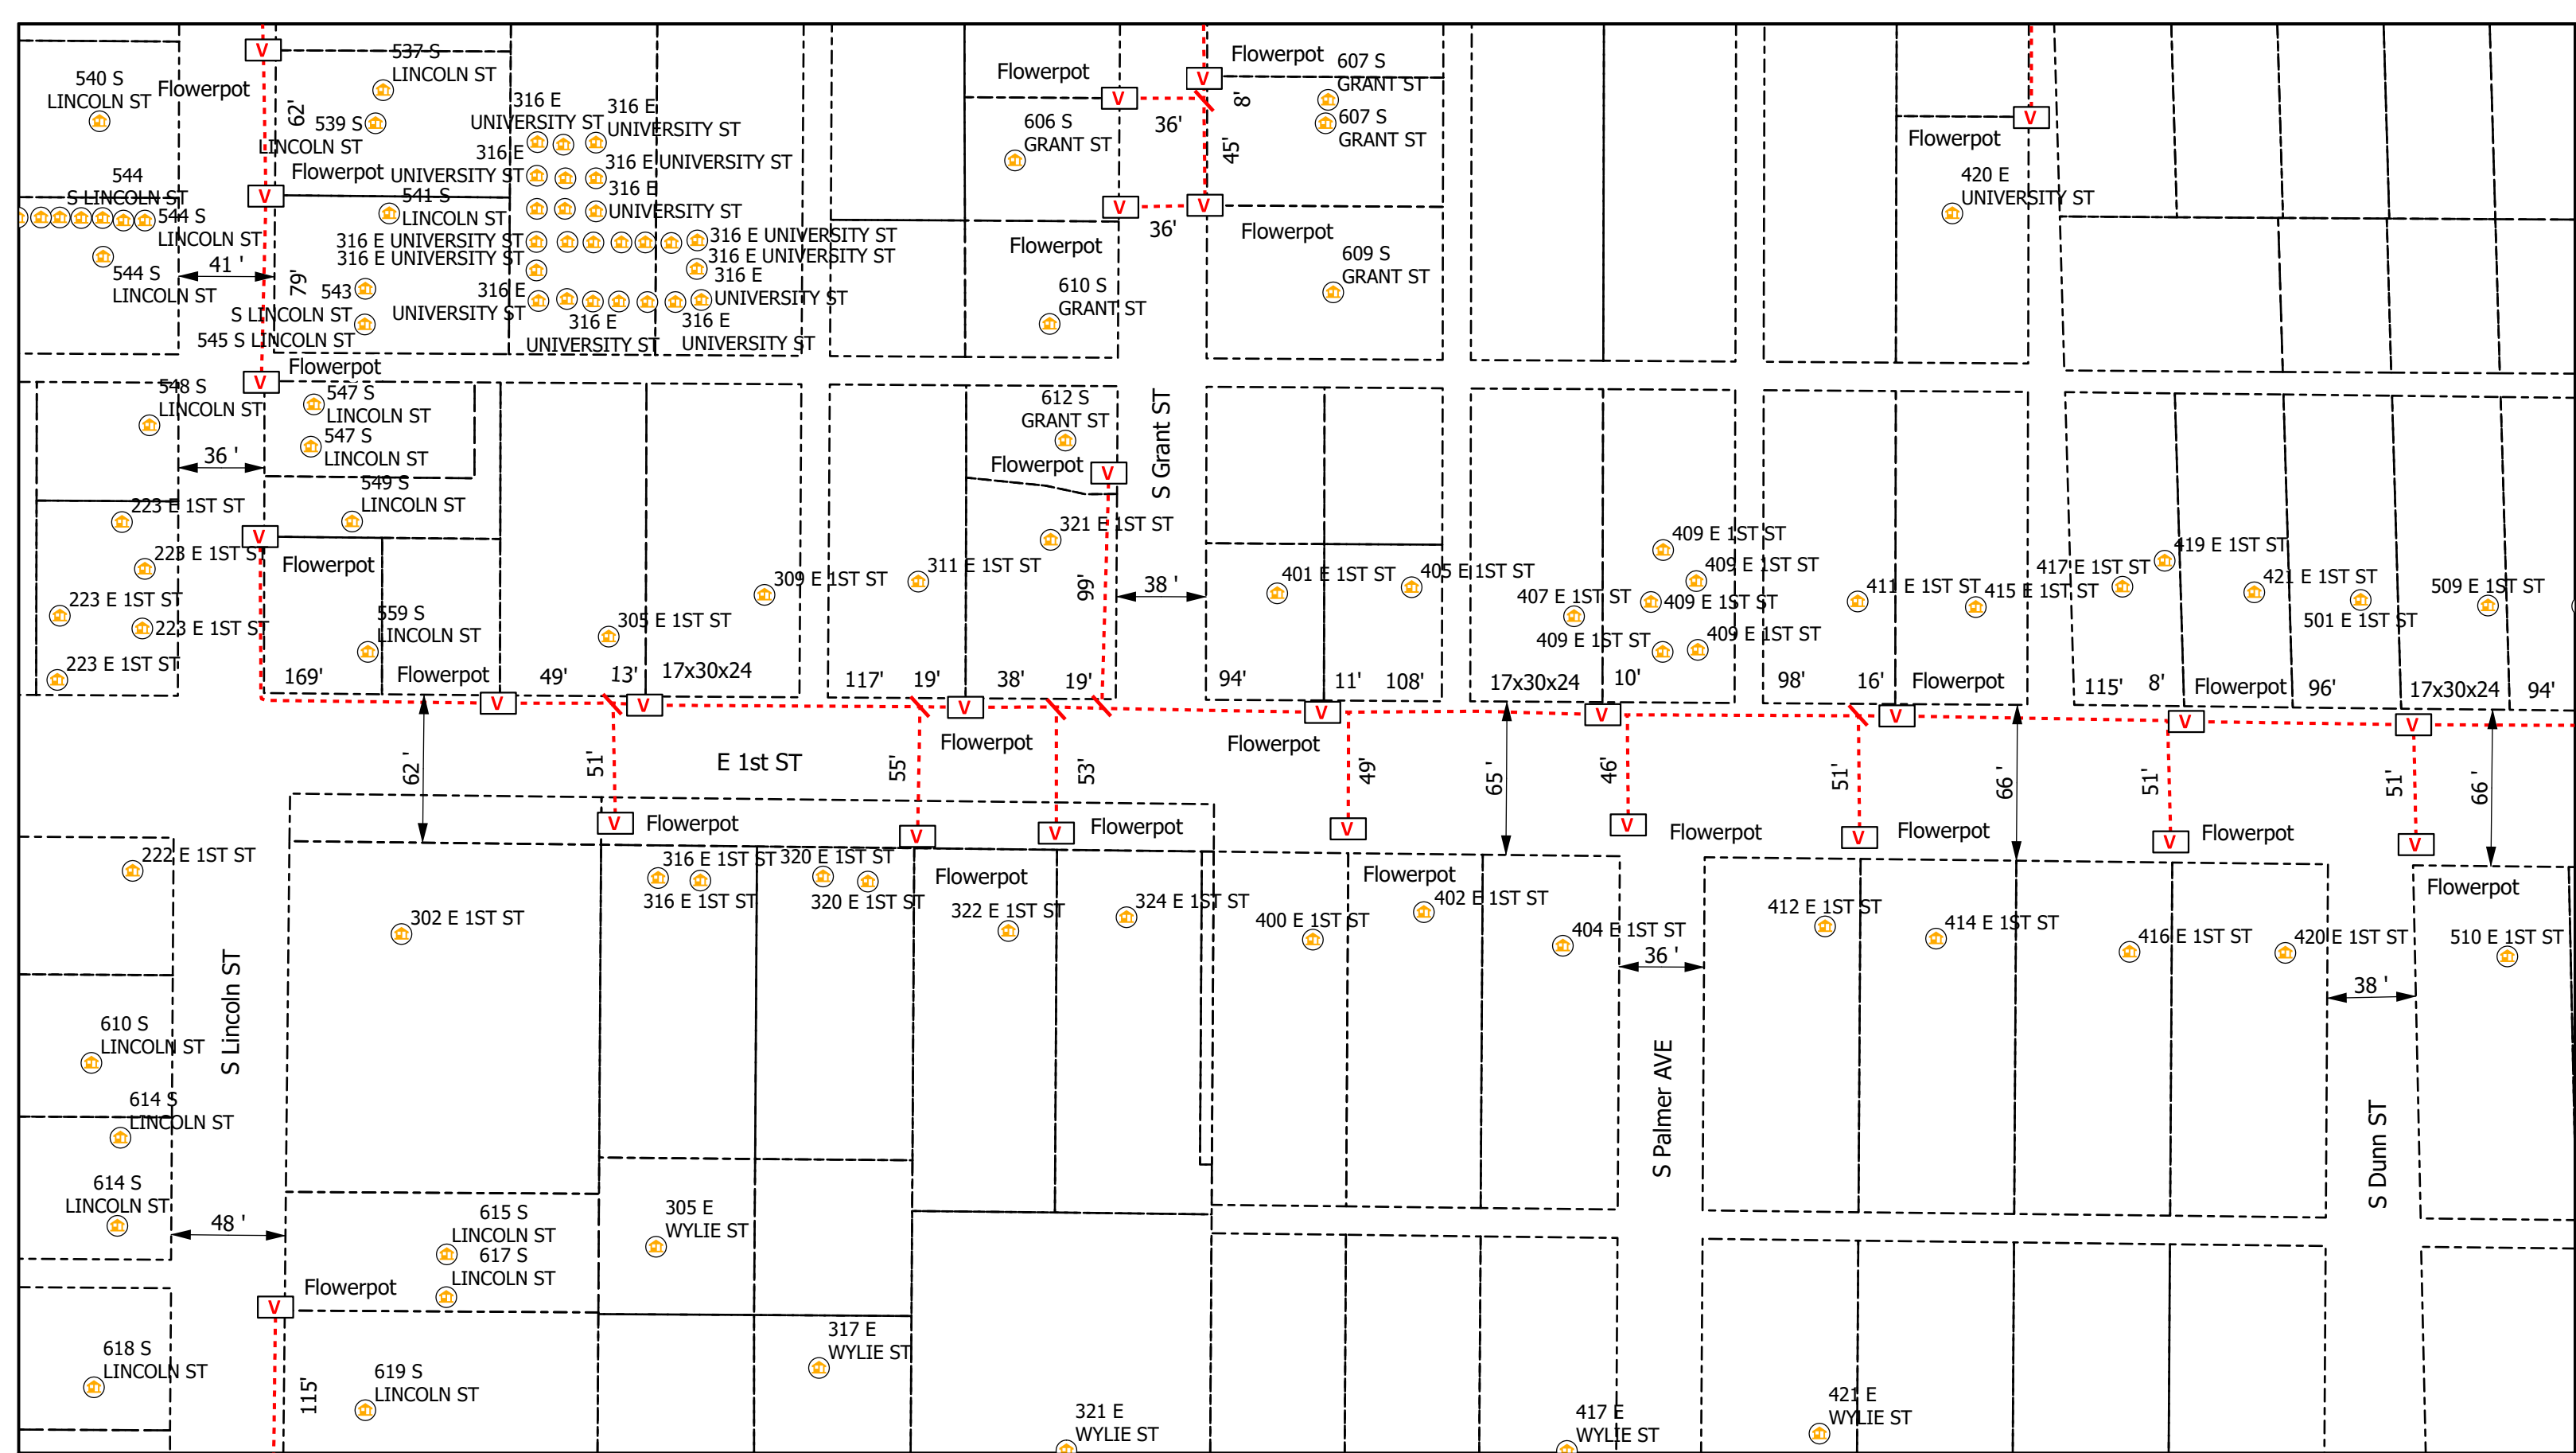 V
537 S
LINCOLN ST
540 S
LINCOLN ST
Flowerpot
62'
539 S
LINCOLN ST
316 E
UNIVERSITY ST
316 E
UNIVERSITY ST
Flowerpot
V
Flowerpot
V
607 S
GRANT ST
8'
36'
607 S
GRANT ST
606 S
GRANT ST
45'
V
Flowerpot
420 E
UNIVERSITY ST
544
S LINCOLN ST
Flowerpot
V
316 E
UNIVERSITY ST
316 E UNIVERSITY ST
541 S
LINCOLN ST
316 E
UNIVERSITY ST
544 S
LINCOLN ST
V
V
36'
Flowerpot
Flowerpot
316 E UNIVERSITY ST
316 E UNIVERSITY ST
316 E UNIVERSITY ST
316 E UNIVERSITY ST
41 '
544 S
LINCOLN ST
79'
543
S LINCOLN ST
545 S LINCOLN ST
316 E
UNIVERSITY ST
316 E
UNIVERSITY ST
316 E
UNIVERSITY ST
316 E
UNIVERSITY ST
610 S
GRANT ST
609 S
GRANT ST
Flowerpot
V
548 S
LINCOLN ST
547 S
LINCOLN ST
547 S
LINCOLN ST
36 '
612 S
GRANT ST
Flowerpot
V
S Grant ST
549 S
LINCOLN ST
223 E 1ST ST
V
Flowerpot
223 E 1ST ST
223 E 1ST ST
223 E 1ST ST
223 E 1ST ST
559 S
LINCOLN ST
305 E 1ST ST
309 E 1ST ST
311 E 1ST ST
321 E 1ST ST
99'
38 '
401 E 1ST ST
405 E 1ST ST
407 E 1ST ST
409 E 1ST ST
409 E 1ST ST
409 E 1ST ST
409 E 1ST ST
409 E 1ST ST
411 E 1ST ST
415 E 1ST ST
417 E 1ST ST
419 E 1ST ST
421 E 1ST ST
501 E 1ST ST
509 E 1ST ST
169'
Flowerpot
49'
13'
17x30x24
117'
19'
38'
19'
94'
11'
108'
17x30x24
10'
98'
16'
Flowerpot
115'
8'
Flowerpot
96'
17x30x24
94'
V
V
V
V
V
V
V
V
62 '
51'
E 1st ST
55'
Flowerpot
53'
Flowerpot
49'
65 '
46'
51'
66 '
51'
51'
66 '
V
Flowerpot
V
V
Flowerpot
V
V
Flowerpot
V
Flowerpot
V
Flowerpot
V
222 E 1ST ST
302 E 1ST ST
316 E 1ST ST
316 E 1ST ST
320 E 1ST ST
320 E 1ST ST
Flowerpot
322 E 1ST ST
324 E 1ST ST
Flowerpot
400 E 1ST ST
402 E 1ST ST
404 E 1ST ST
36 '
412 E 1ST ST
414 E 1ST ST
416 E 1ST ST
420 E 1ST ST
Flowerpot
510 E 1ST ST
38 '
S Lincoln ST
610 S
LINCOLN ST
614 S
LINCOLN ST
614 S
LINCOLN ST
48 '
S Palmer AVE
S Dunn ST
615 S
LINCOLN ST
617 S
LINCOLN ST
305 E
WYLIE ST
Flowerpot
V
317 E
WYLIE ST
618 S
LINCOLN ST
115'
619 S
LINCOLN ST
321 E
WYLIE ST
417 E
WYLIE ST
421 E
WYLIE ST